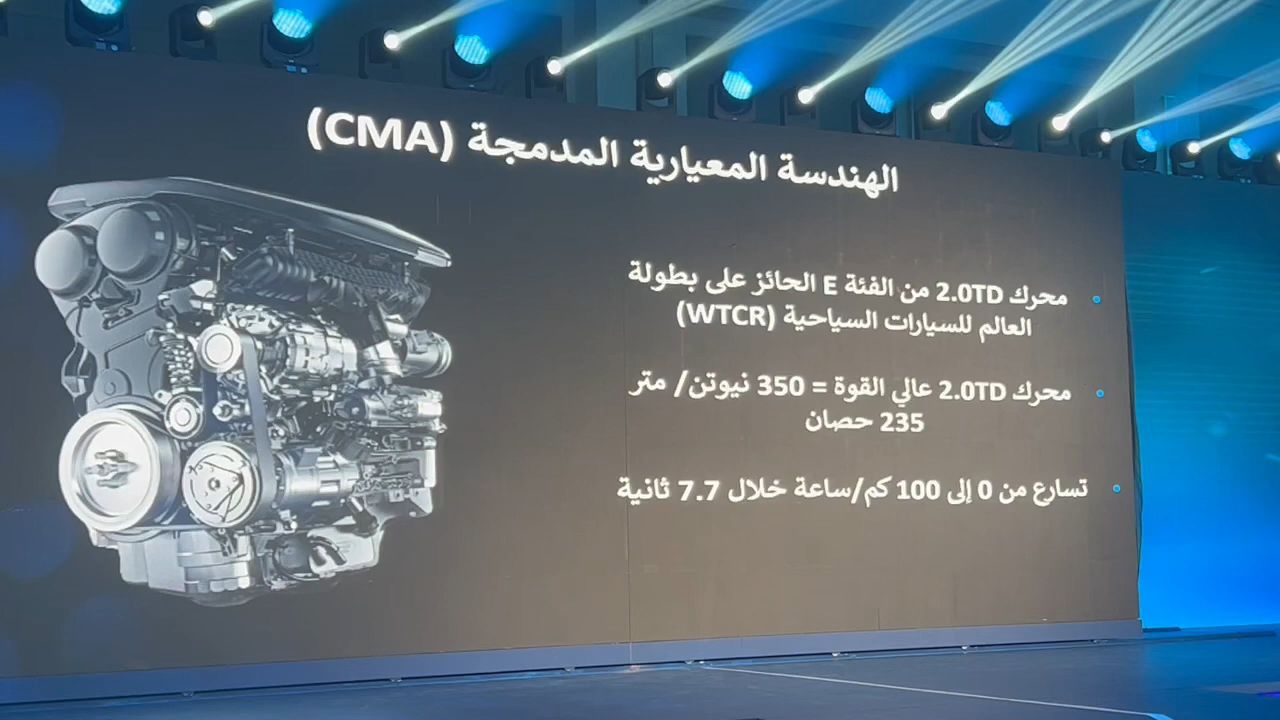 الهندسة المعيارية المدمجة (CMA)
محرك 2.0TD من الفئة E الحائز على بطولة
العالم للسيارات السياحية (WTCR)
محرك 2.0TD عالي القوة = 350 نيوتن/ متر
235 حصان
تسارع من 0 إلى 100 كم/ساعة خلال 7.7 ثانية